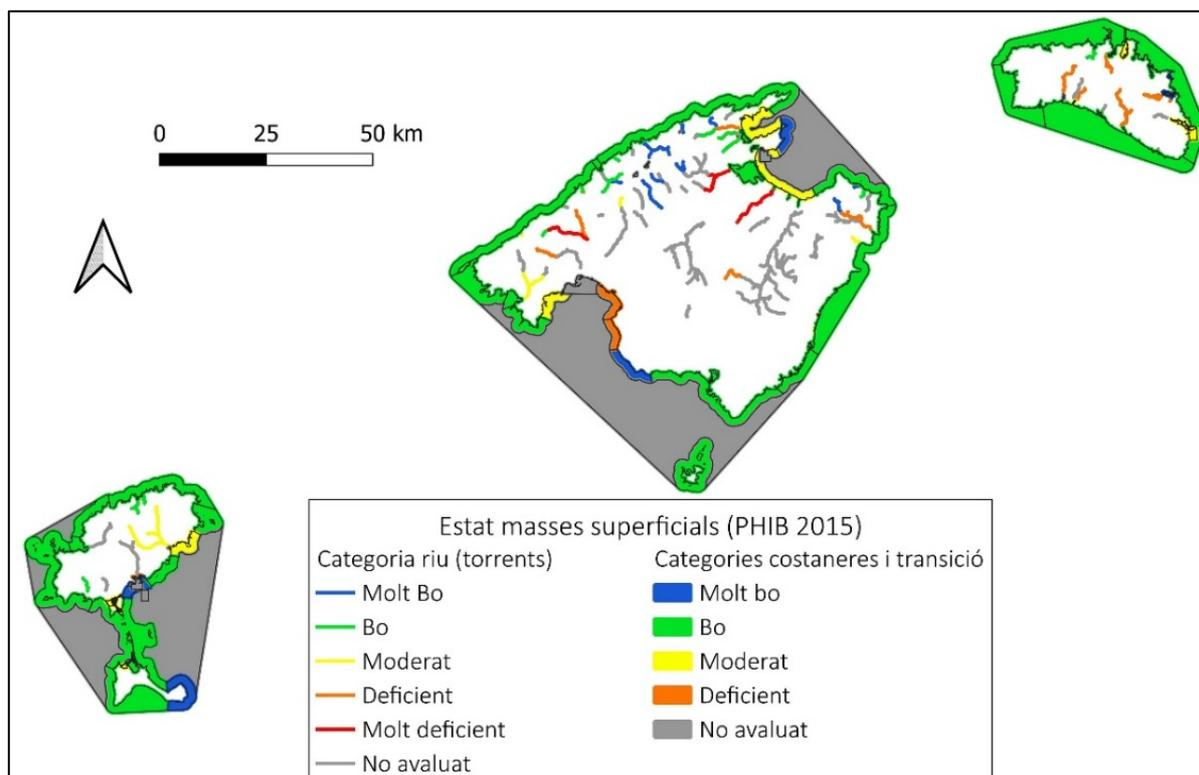 0 25 50 km
Estat masses superficials (PHIB 2015)
Categoria riu (torrents)
Molt Bo
Bo
Moderat
Deficient
Molt deficient
No avaluat
Categories costaneres i transició
Molt bo
Bo
Moderat
Deficient
No avaluat